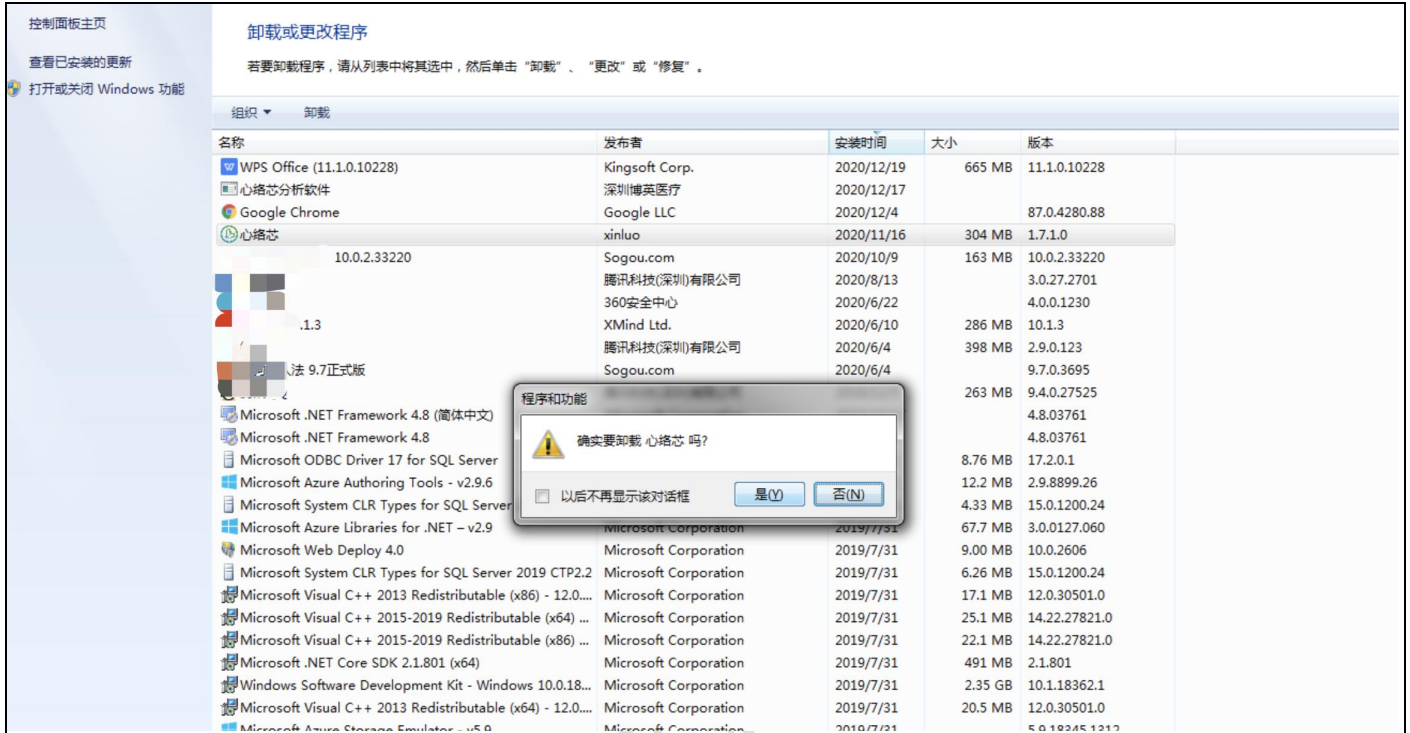 控制面板主页
查看已安装的更新
打开或关闭 Windows 功能
卸载或更改程序
若要卸载程序，请从列表中将其选中，然后单击“卸载”、“更改”或“修复”。
组织 卸载
名称 发布者 安装时间 大小 版本
WPS Office (11.1.0.10228) Kingsoft Corp. 2020/12/19 665 MB 11.1.0.10228
心络芯分析软件 深圳博英医疗 2020/12/17
Google Chrome Google LLC 2020/12/4 87.0.4280.88
心络芯 xinluo 2020/11/16 304 MB 1.7.1.0
10.0.2.33220 Sogou.com 2020/10/9 163 MB 10.0.2.33220
腾讯科技(深圳)有限公司 2020/8/13 3.0.27.2701
360安全中心 2020/6/22 4.0.0.1230
.1.3 XMind Ltd. 2020/6/10 286 MB 10.1.3
腾讯科技(深圳)有限公司 2020/6/4 398 MB 2.9.0.123
法 9.7正式版 Sogou.com 2020/6/4 9.7.0.3695
263 MB 9.4.0.27525
Microsoft .NET Framework 4.8 (简体中文) 4.8.03761
Microsoft .NET Framework 4.8 4.8.03761
Microsoft ODBC Driver 17 for SQL Server 8.76 MB 17.2.0.1
Microsoft Azure Authoring Tools - v2.9.6 12.2 MB 2.9.8899.26
Microsoft System CLR Types for SQL Server 4.33 MB 15.0.1200.24
Microsoft Azure Libraries for .NET – v2.9 Microsoft Corporation 2019/7/31 67.7 MB 3.0.0127.060
Microsoft Web Deploy 4.0 Microsoft Corporation 2019/7/31 9.00 MB 10.0.2606
Microsoft System CLR Types for SQL Server 2019 CTP2.2 Microsoft Corporation 2019/7/31 6.26 MB 15.0.1200.24
Microsoft Visual C++ 2013 Redistributable (x86) - 12.0.... Microsoft Corporation 2019/7/31 17.1 MB 12.0.30501.0
Microsoft Visual C++ 2015-2019 Redistributable (x64) ... Microsoft Corporation 2019/7/31 25.1 MB 14.22.27821.0
Microsoft Visual C++ 2015-2019 Redistributable (x86) ... Microsoft Corporation 2019/7/31 22.1 MB 14.22.27821.0
Microsoft .NET Core SDK 2.1.801 (x64) Microsoft Corporation 2019/7/31 491 MB 2.1.801
Windows Software Development Kit - Windows 10.0.18... Microsoft Corporation 2019/7/31 2.35 GB 10.1.18362.1
Microsoft Visual C++ 2013 Redistributable (x64) - 12.0.... Microsoft Corporation 2019/7/31 20.5 MB 12.0.30501.0
Microsoft Azure Storage Emulator - v5.9 Microsoft Corporation 2019/7/31 5.9.18345.1312
程序和功能
确实要卸载 心络芯 吗?
以后不再显示该对话框 是(Y) 否(N)